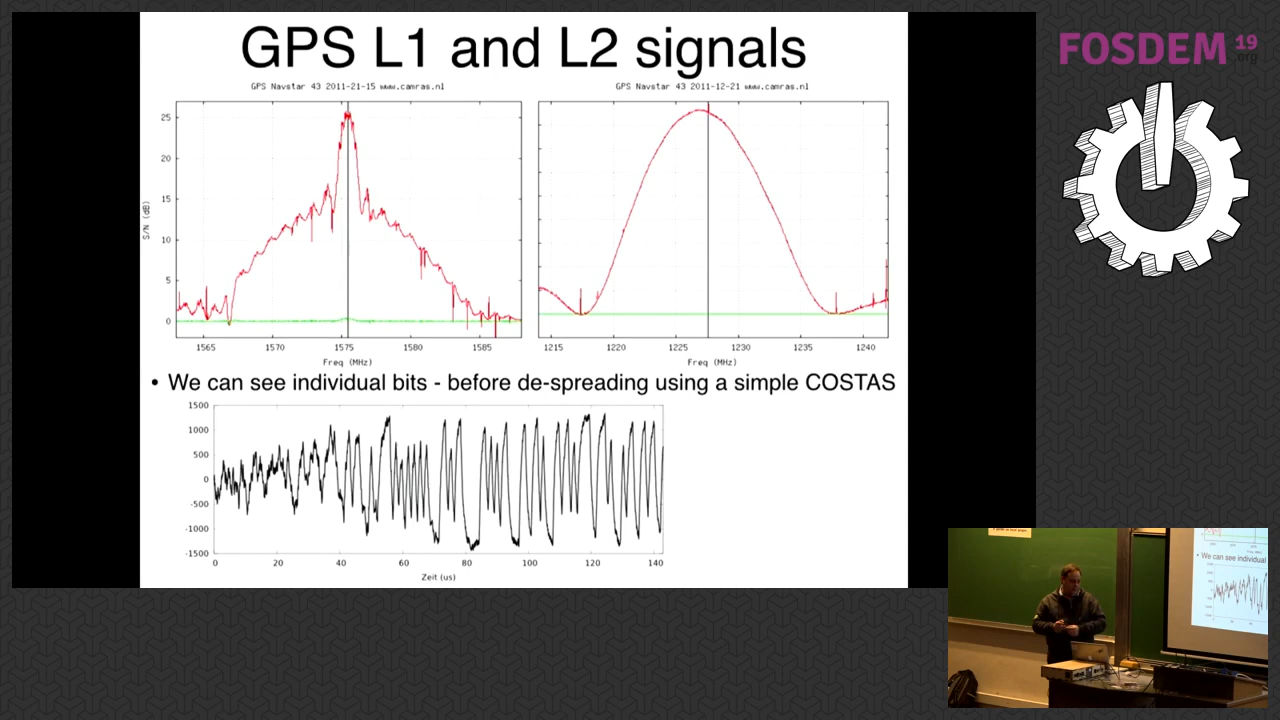 GPS L1 and L2 signals
GPS Navstar 43 2011-21-15 www.camras.nl
GPS Navstar 43 2011-12-21 www.camras.nl
S/N (dB)
25
20
15
10
5
0
1565 1570 1575 1580 1585
Freq (MHz)
1215 1220 1225 1230 1235 1240
Freq (MHz)
• We can see individual bits - before de-spreading using a simple COSTAS
1500
1000
500
0
-500
-1000
-1500
0 20 40 60 80 100 120 140
Zeit (us)
FOSDEM 19
.org
• We can see individual